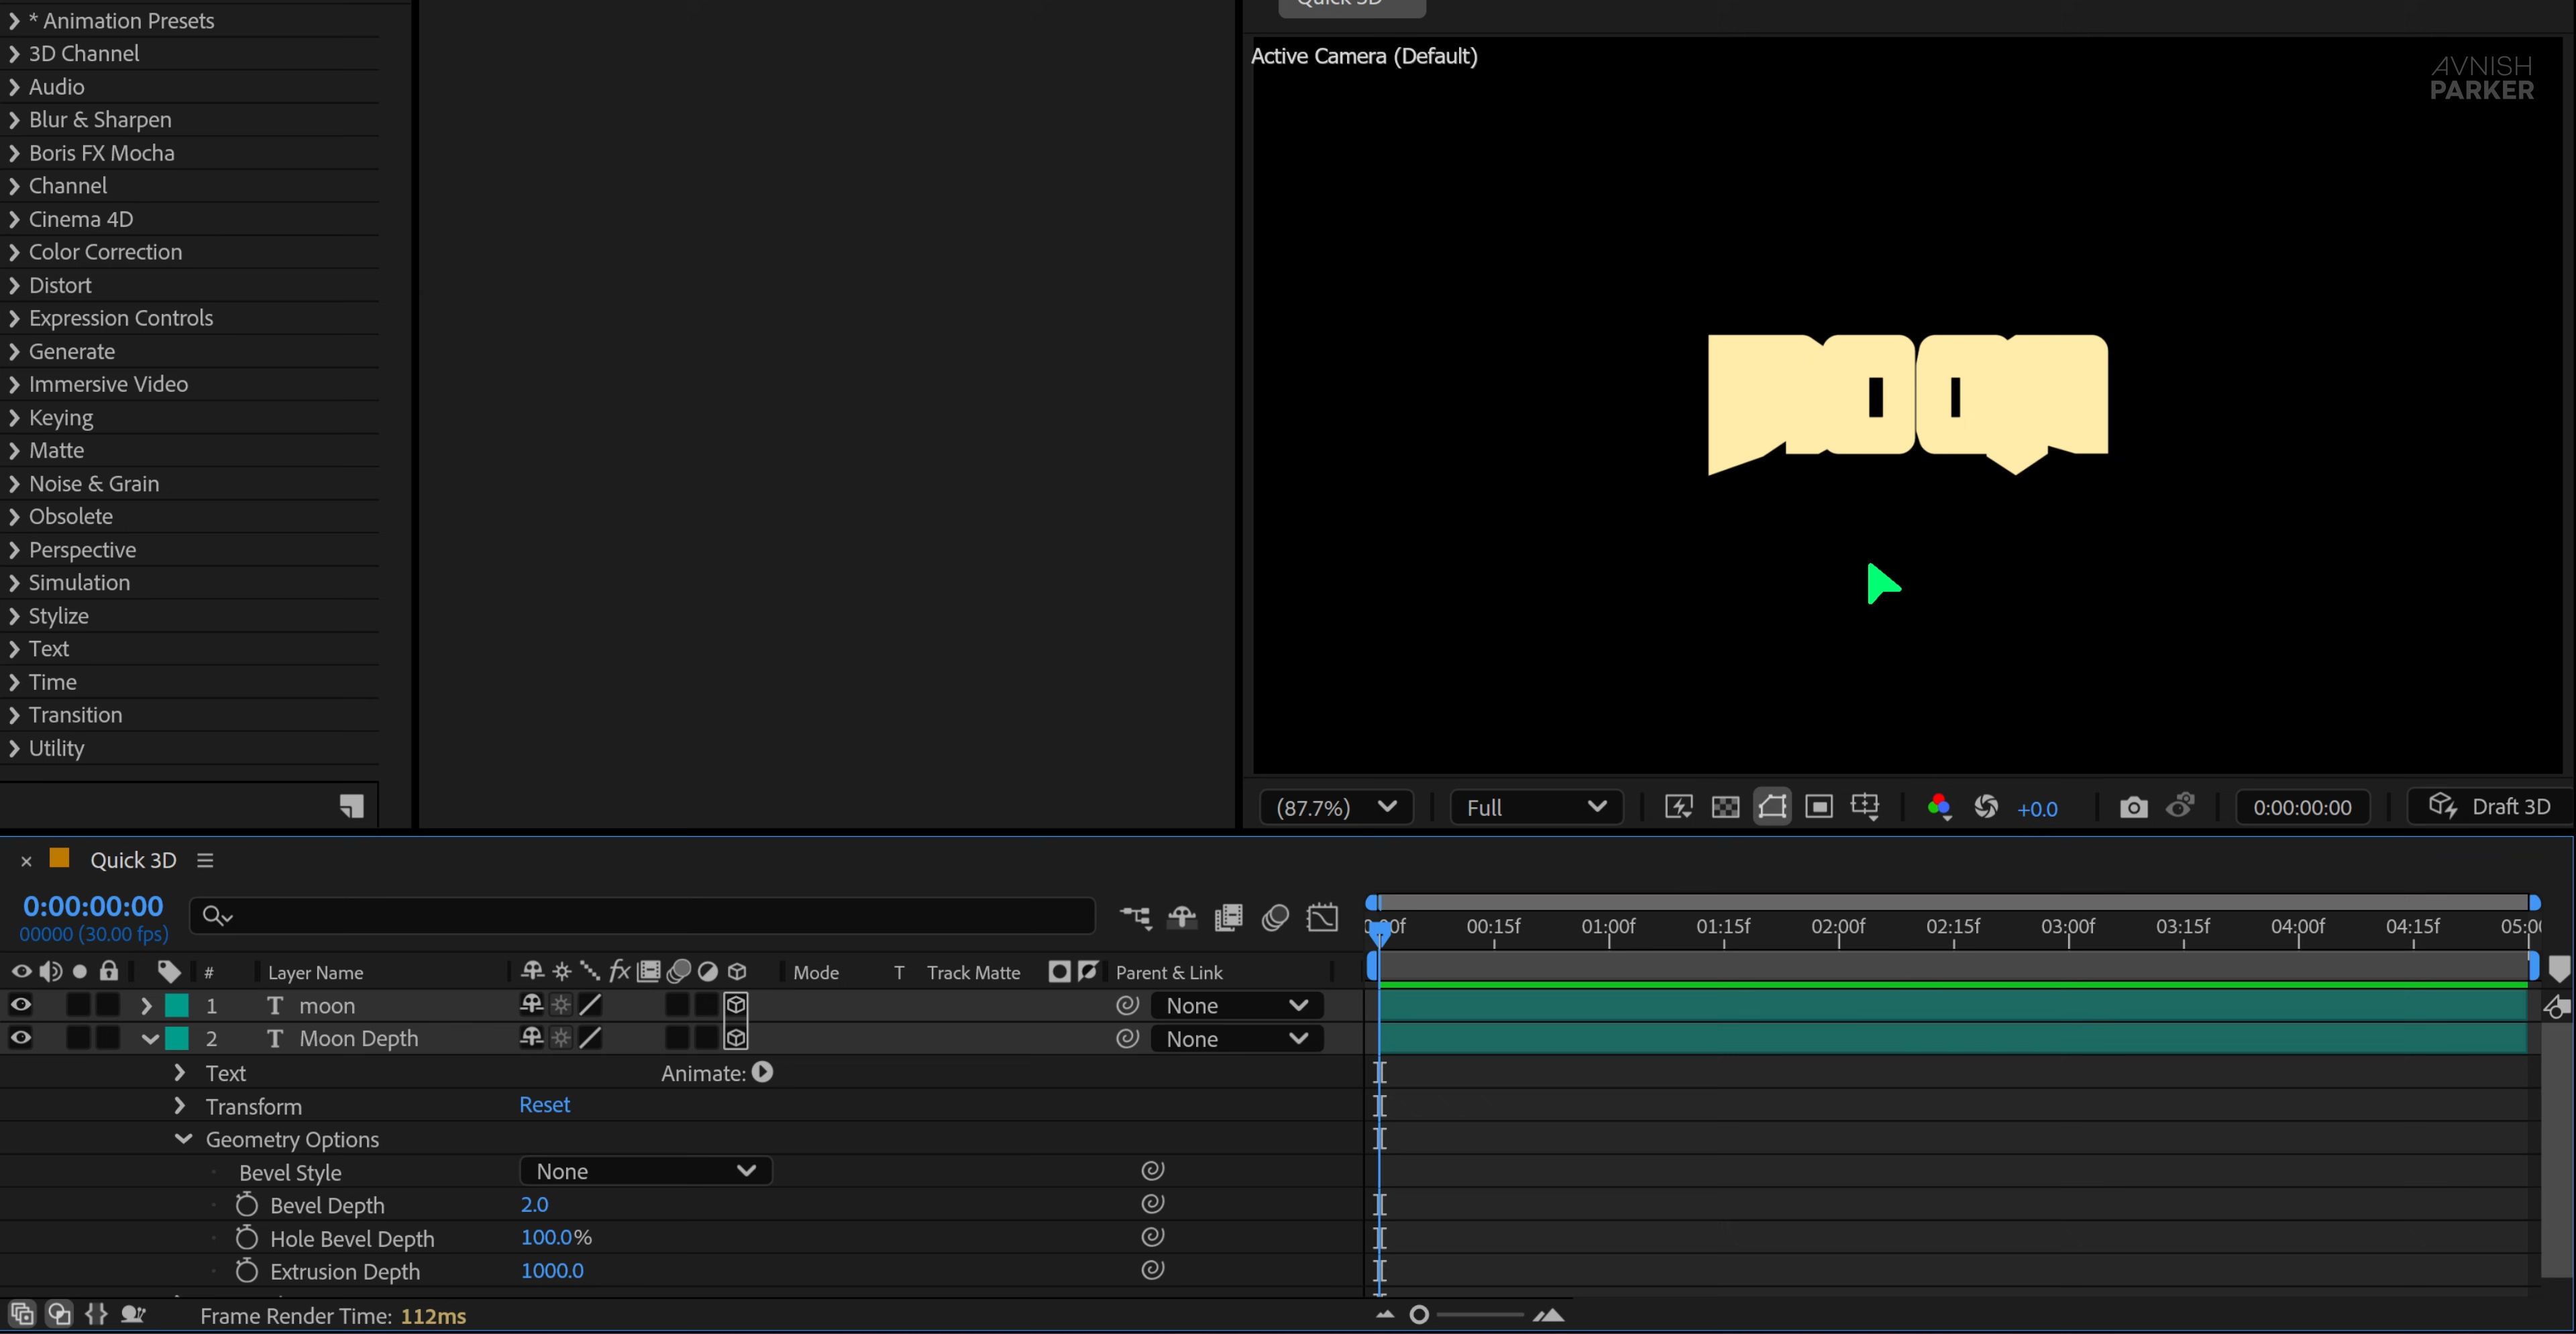 * Animation Presets
3D Channel
Audio
Blur & Sharpen
Boris FX Mocha
Channel
Cinema 4D
Color Correction
Distort
Expression Controls
Generate
Immersive Video
Keying
Matte
Noise & Grain
Obsolete
Perspective
Simulation
Stylize
Text
Time
Transition
Utility
Quick 3D
Active Camera (Default)
AVNISH
PARKER
MOON
(87.7%) Full +0.0 0:00:00:00 Draft 3D
× Quick 3D
0:00:00:00
00000 (30.00 fps)
00:15f 01:00f 01:15f 02:00f 02:15f 03:00f 03:15f 04:00f 04:15f
# Layer Name fx Mode T Track Matte Parent & Link
1 T moon None
2 T Moon Depth None
Text Animate:
Transform Reset
Geometry Options
Bevel Style None
Bevel Depth 2.0
Hole Bevel Depth 100.0%
Extrusion Depth 1000.0
Frame Render Time: 112ms